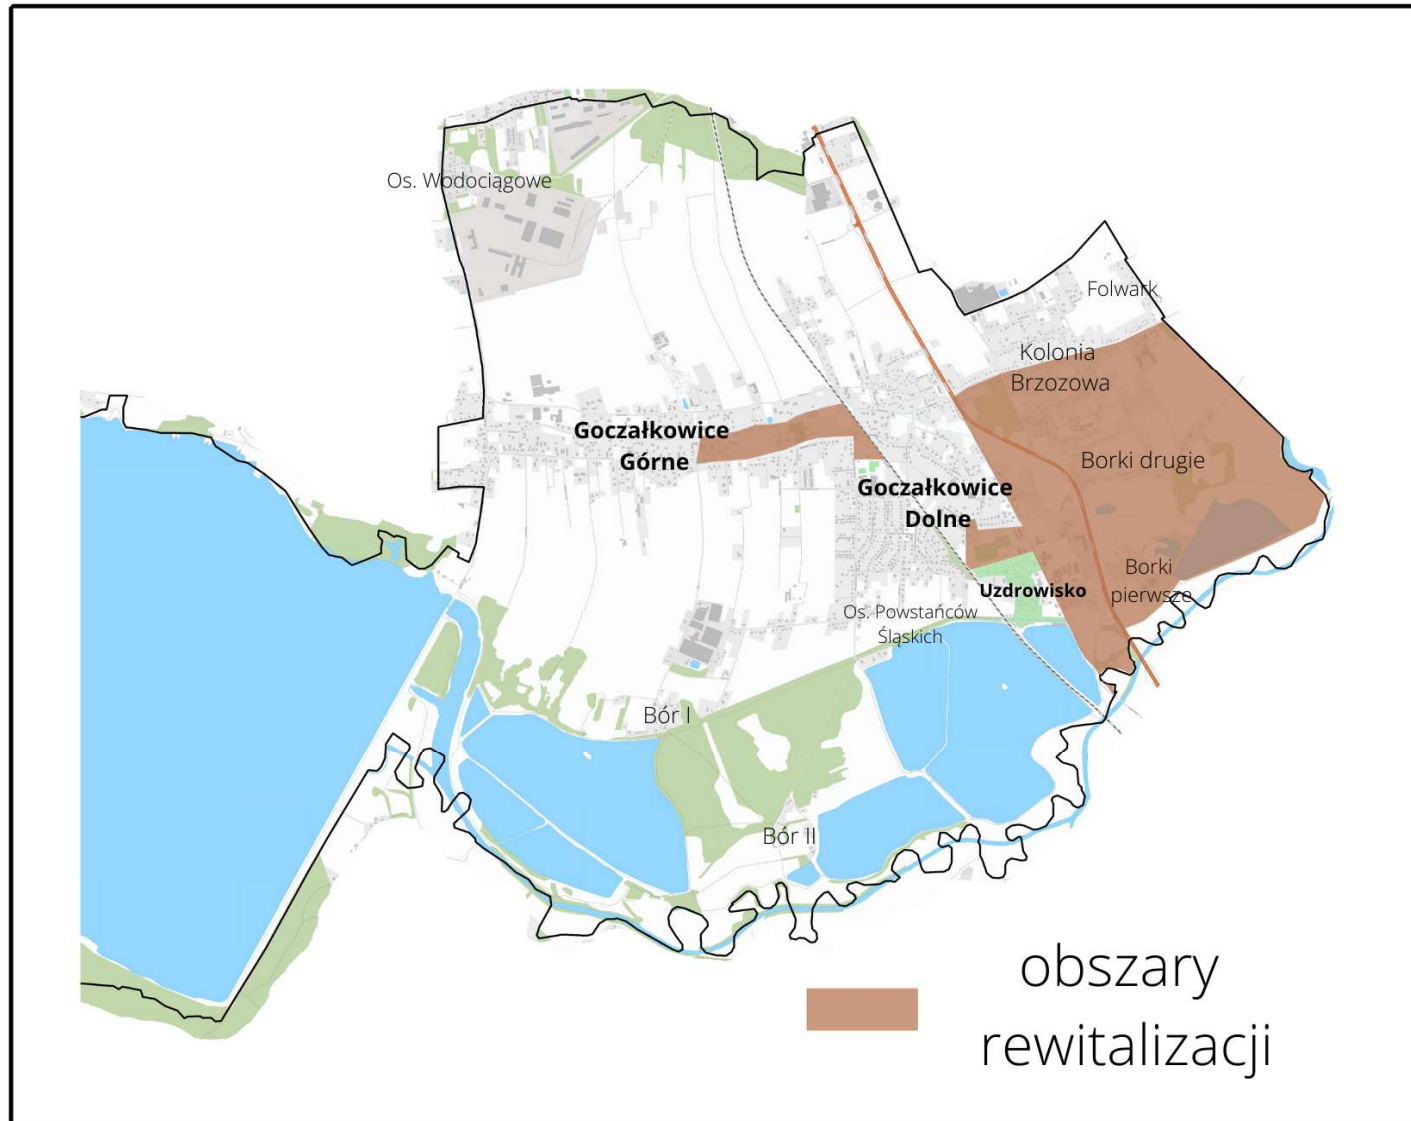 Os. Wodociągowe
Folwark
Kolonia
Brzozowa
Goczałkowice
Górne
Borki drugie
Goczałkowice
Dolne
Borki
pierwsze
Uzdrowisko
Os. Powstańców
Śląskich
Bór I
Bór II
obszary
rewitalizacji